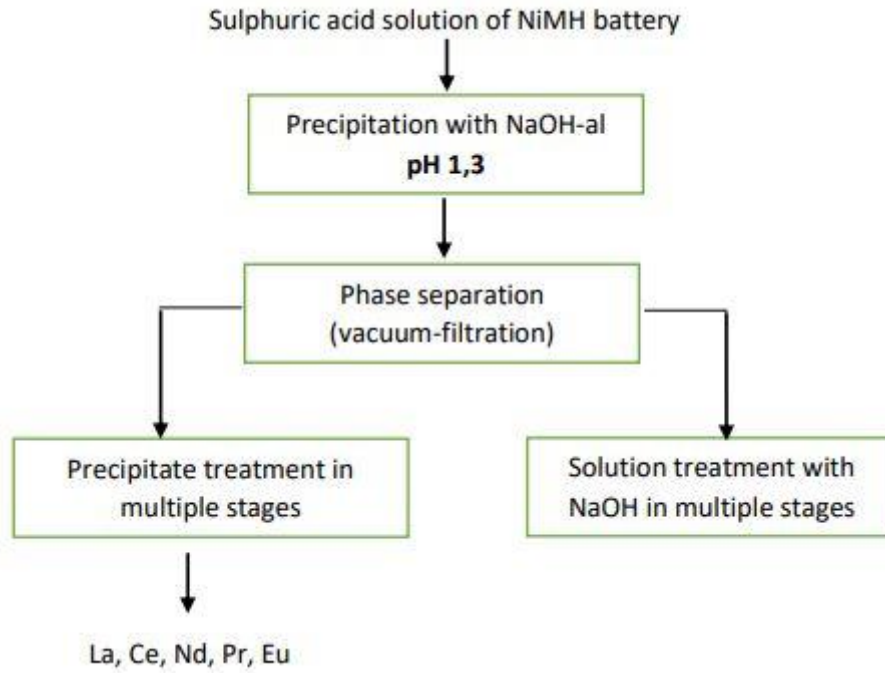 Sulphuric acid solution of NiMH battery
Precipitation with NaOH-al
pH 1,3
Phase separation
(vacuum-filtration)
Precipitate treatment in
multiple stages
Solution treatment with
NaOH in multiple stages
La, Ce, Nd, Pr, Eu